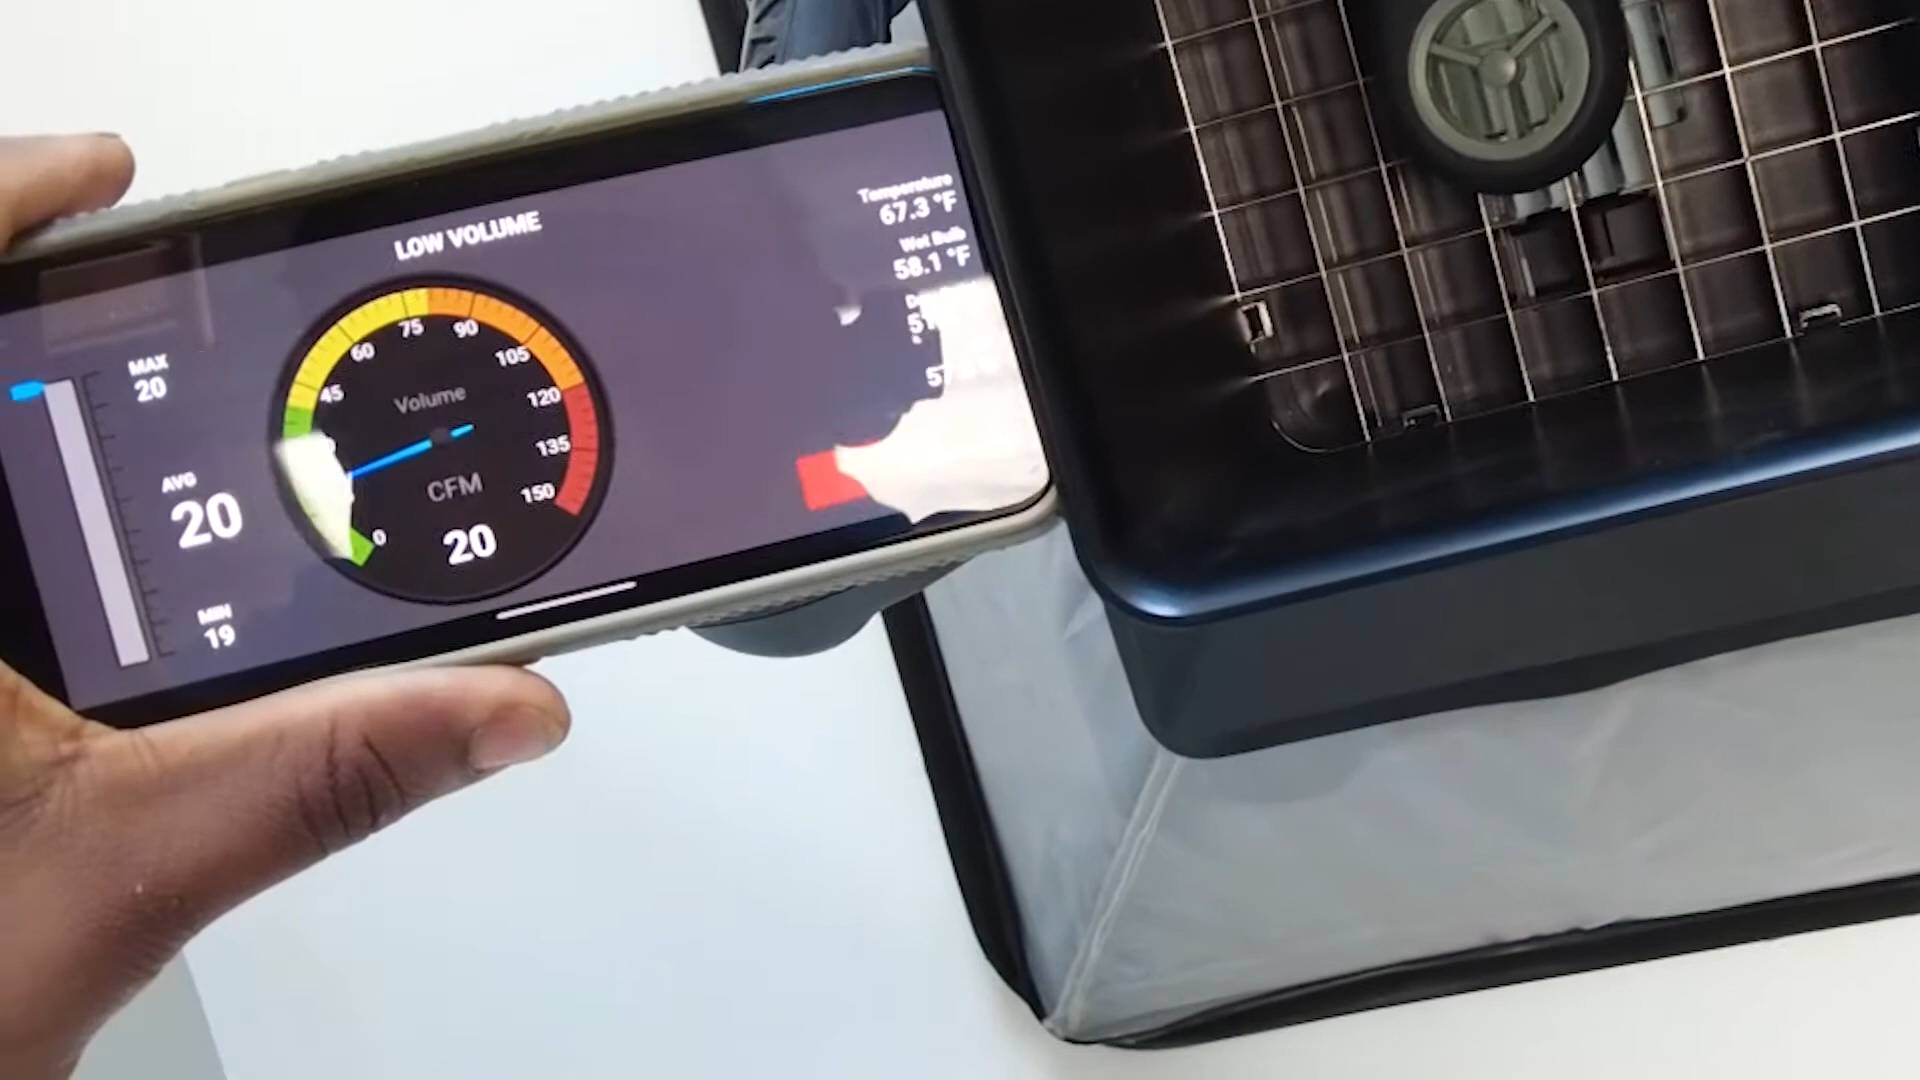 LOW VOLUME
Temperature
67.3 °F
Wet Bulb
58.1 °F
MAX
20
AVG
20
MIN
19
0
45
60
75
90
105
120
135
150
Volume
CFM
20